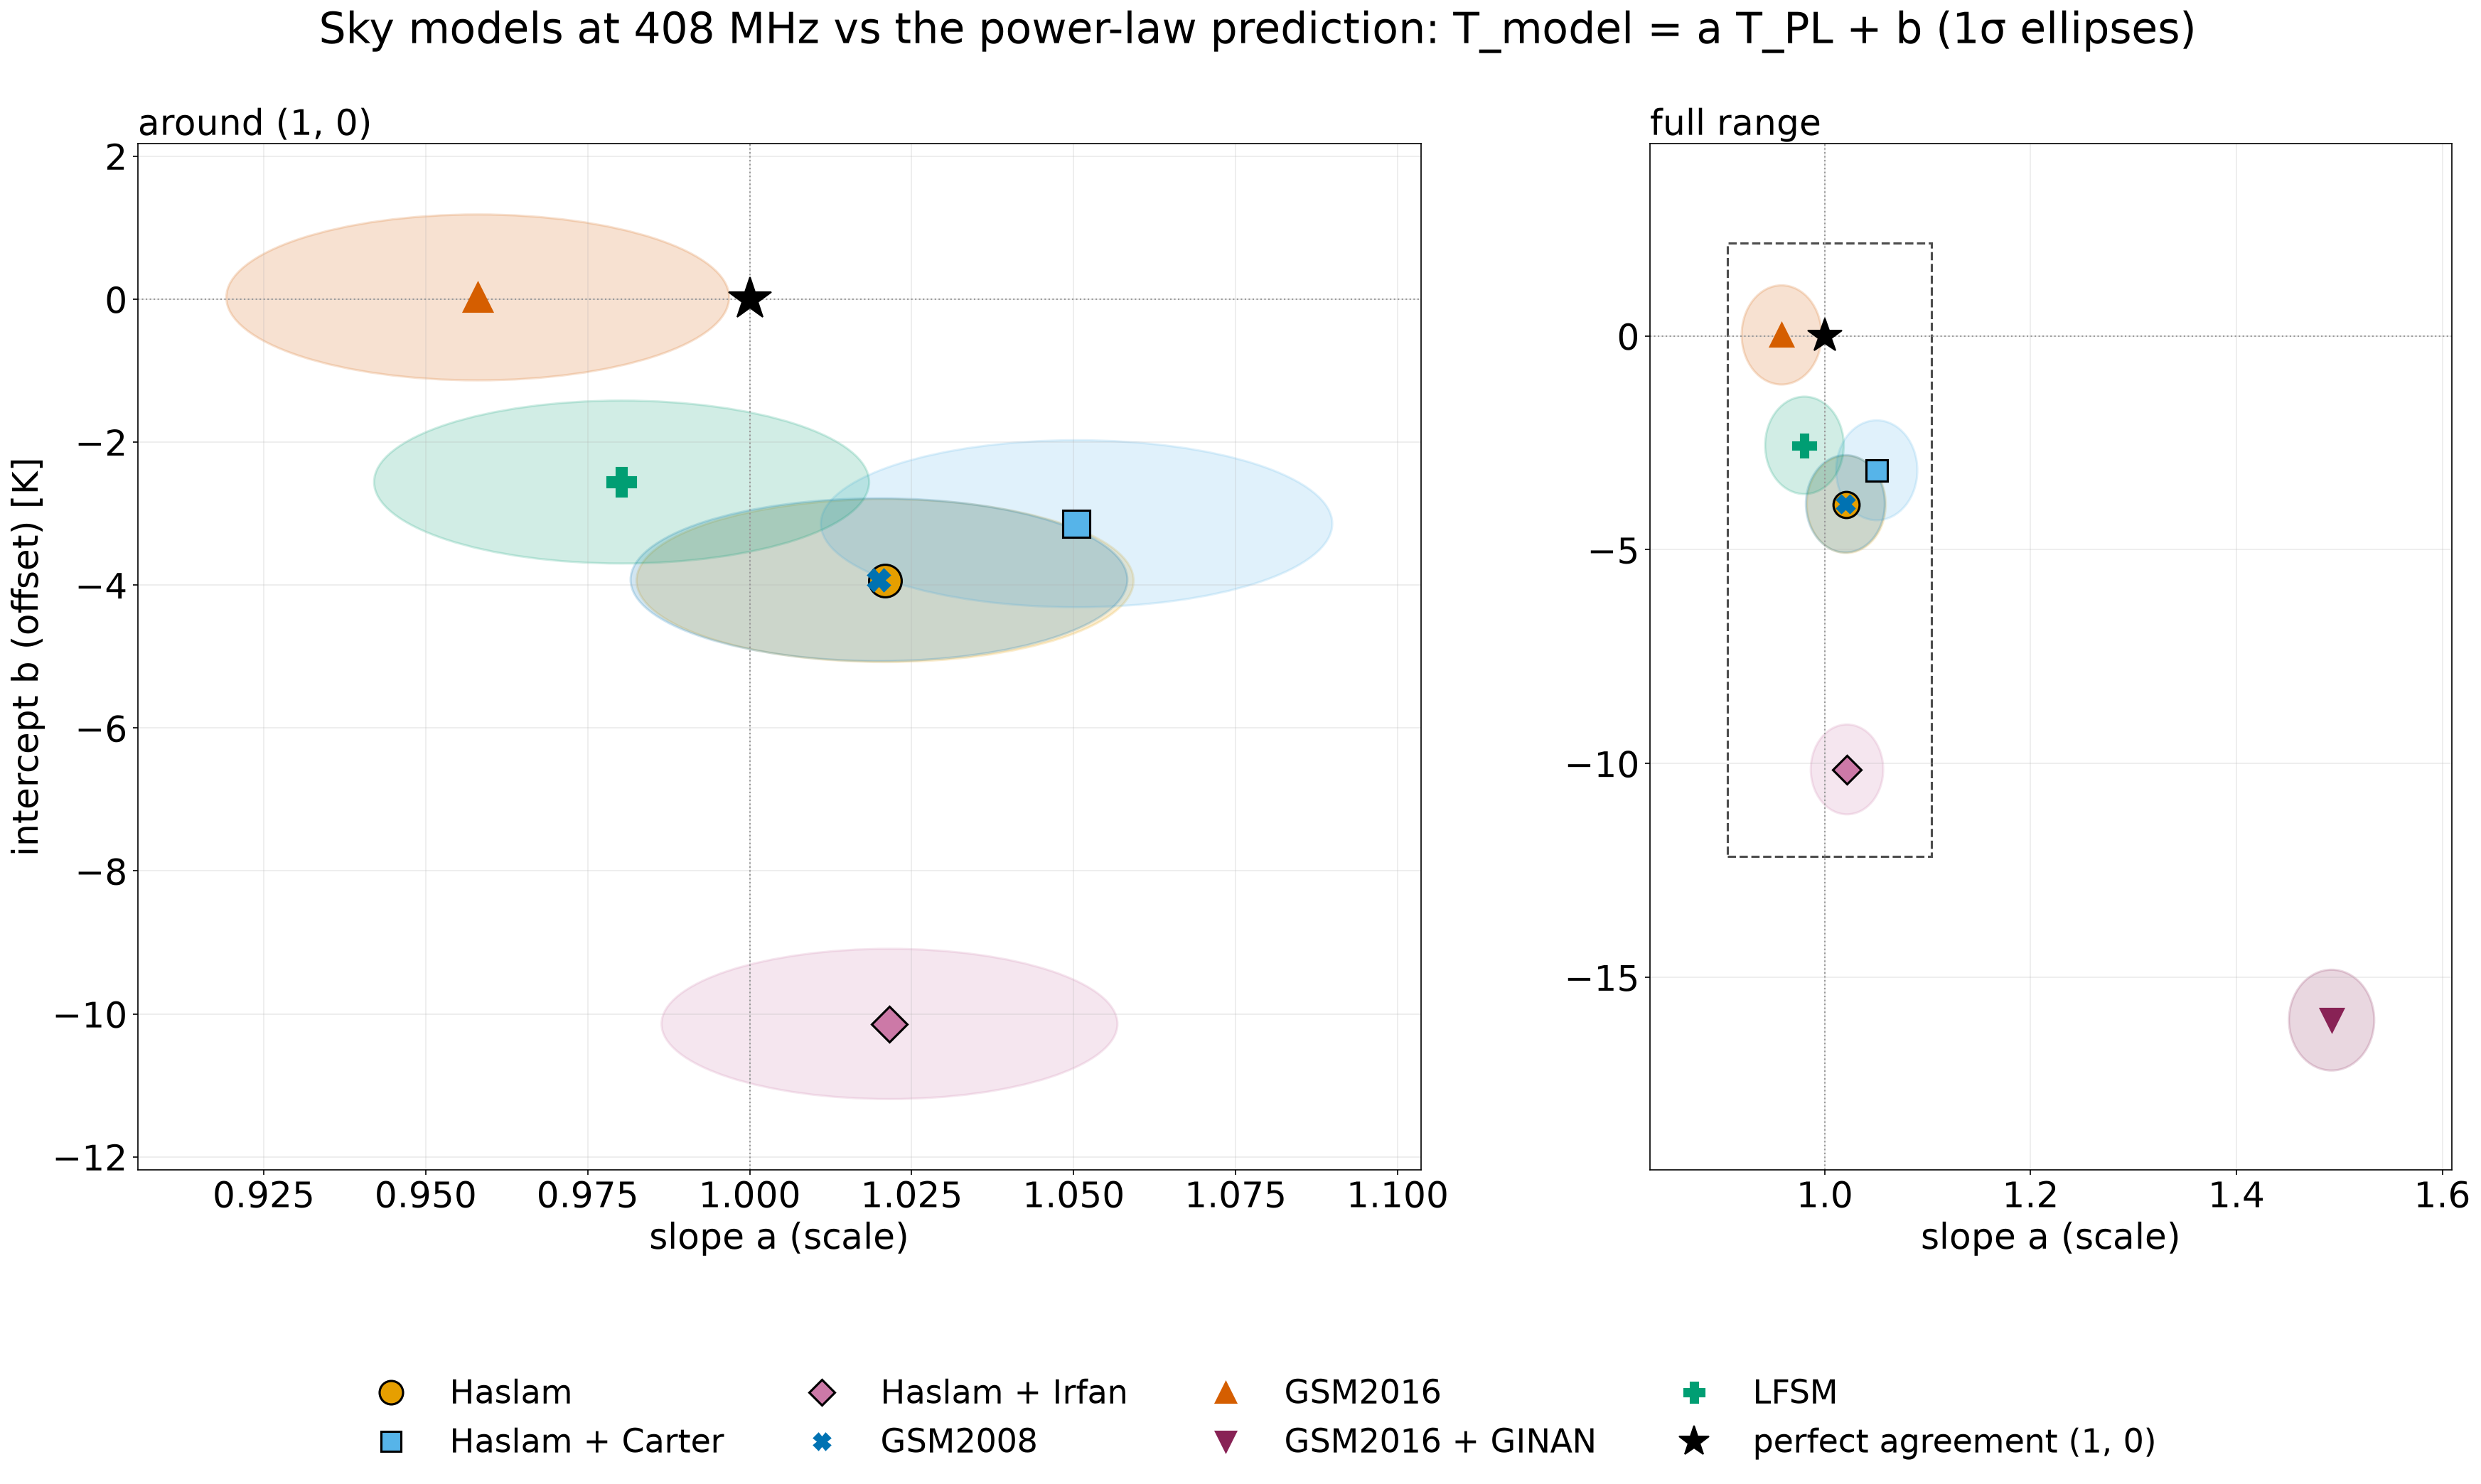 Sky models at 408 MHz vs the power-law prediction: T_model = a T_PL + b (1σ ellipses)
around (1, 0)
full range
2
0
−2
−4
−6
−8
−10
−12
intercept b (offset) [K]
0.925
0.950
0.975
1.000
1.025
1.050
1.075
1.100
slope a (scale)
0
−5
−10
−15
1.0
1.2
1.4
1.6
slope a (scale)
Haslam
Haslam + Carter
Haslam + Irfan
GSM2008
GSM2016
GSM2016 + GINAN
LFSM
perfect agreement (1, 0)